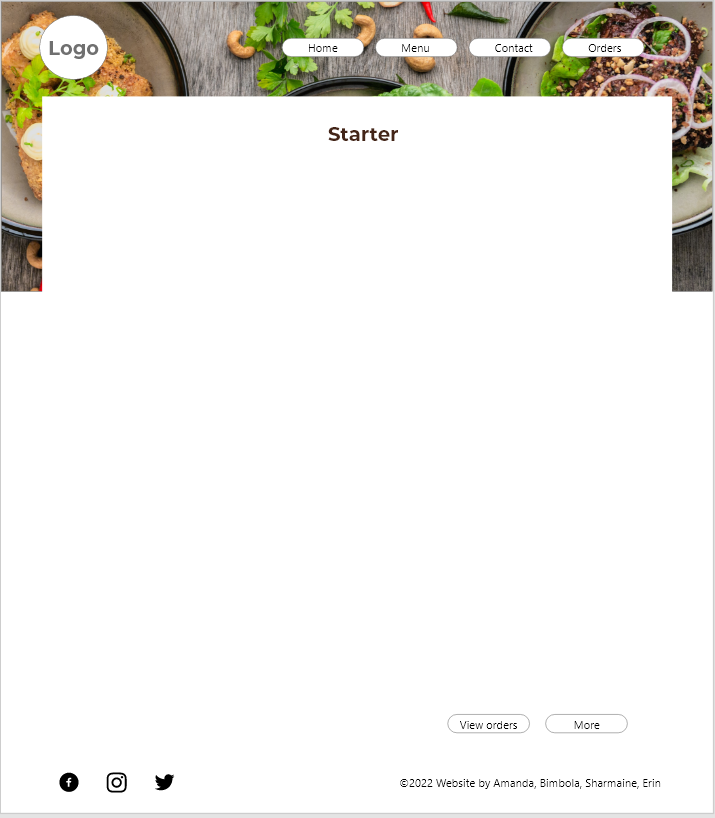 Logo
Home
Menu
Contact
Orders
Starter
View orders
More
©2022 Website by Amanda, Bimbola, Sharmaine, Erin